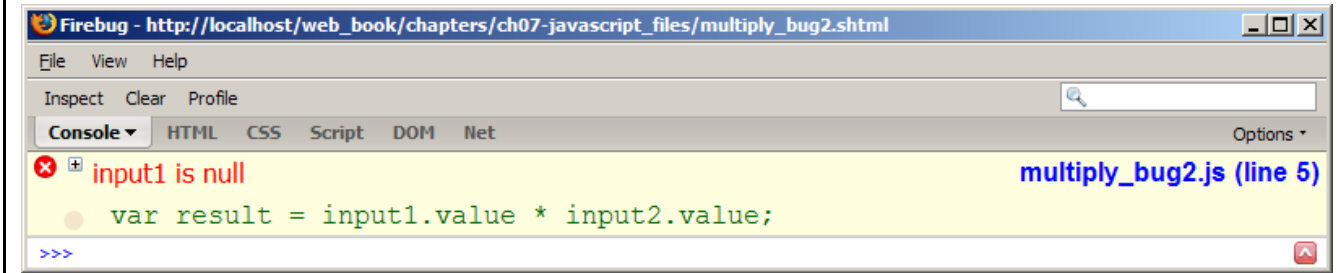 Firebug - http://localhost/web_book/chapters/ch07-javascript_files/multiply_bug2.shtml
File View Help
Inspect Clear Profile
Console HTML CSS Script DOM Net Options
input1 is null multiply_bug2.js (line 5)
var result = input1.value * input2.value;
>>>